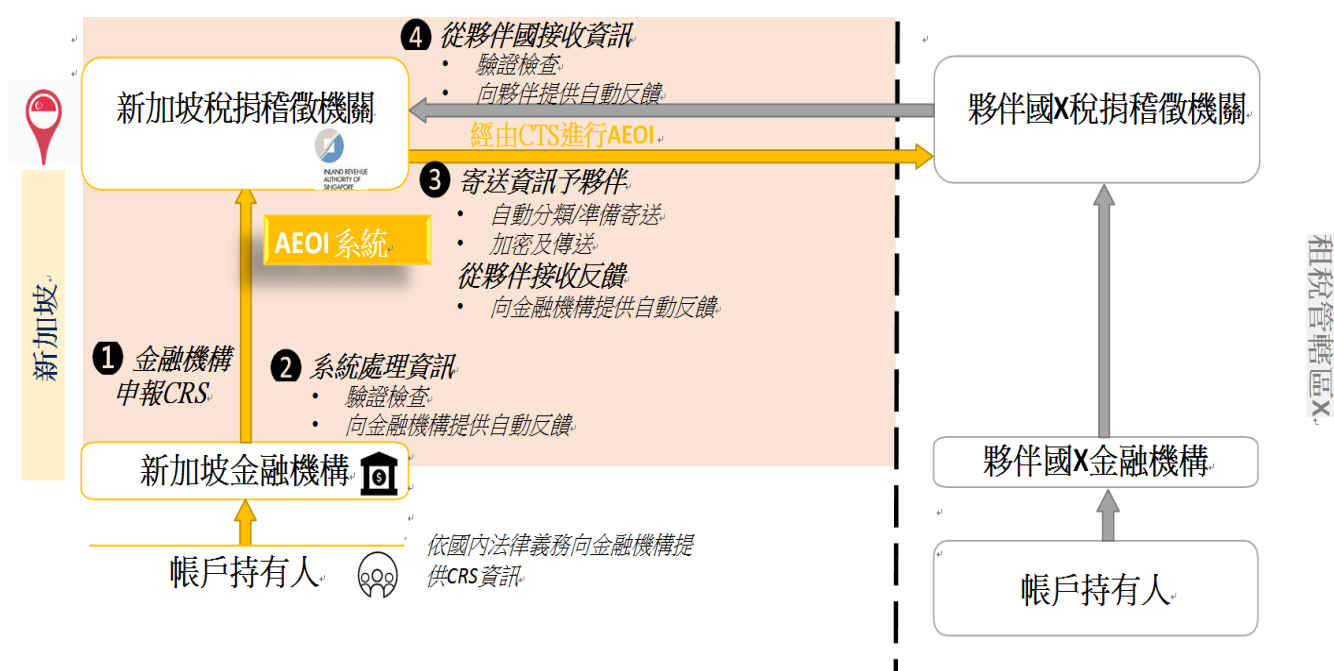 ❹ 從夥伴國接收資訊
• 驗證檢查
• 向夥伴提供自動反饋
新加坡稅捐稽徵機關
INLAND REVENUE
AUTHORITY OF
SINGAPORE
夥伴國X稅捐稽徵機關
經由CTS進行AEOI
❸ 寄送資訊予夥伴
• 自動分類/準備寄送
• 加密及傳送
從夥伴接收反饋
• 向金融機構提供自動反饋
AEOI 系統
新加坡
租稅管轄區X
❶ 金融機構
申報CRS
❷ 系統處理資訊
• 驗證檢查
• 向金融機構提供自動反饋
新加坡金融機構
$
夥伴國X金融機構
依國內法律義務向金融機構提
供CRS資訊
帳戶持有人
帳戶持有人